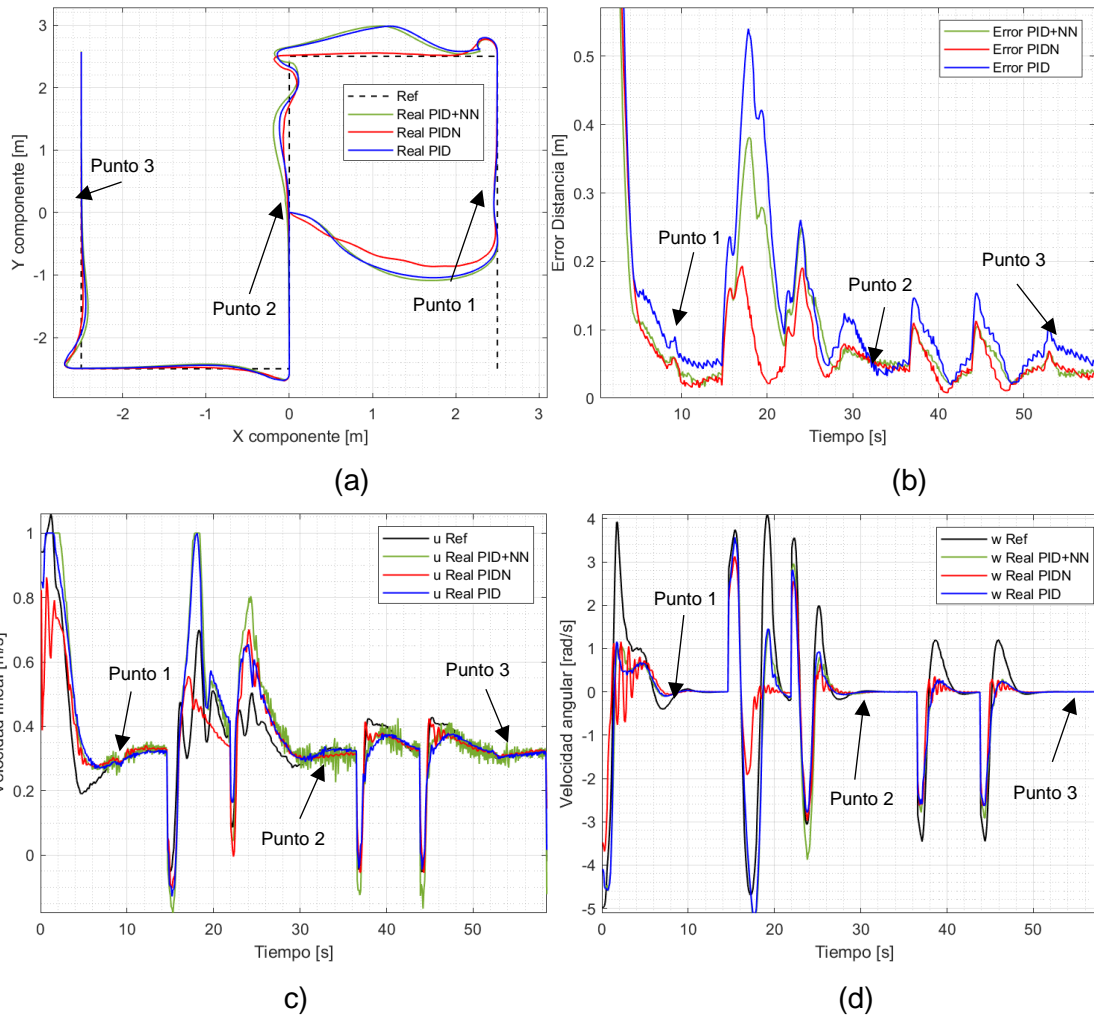 3
2
1
0
-1
-2
Y componente [m]
-2
-1
0
1
2
3
X componente [m]
Ref
Real PID+NN
Real PIDN
Real PID
Punto 3
Punto 2
Punto 1
(a)
0.5
0.4
0.3
0.2
0.1
0
Error Distancia [m]
10
20
30
40
50
Tiempo [s]
Error PID+NN
Error PIDN
Error PID
Punto 1
Punto 2
Punto 3
(b)
1
0.8
0.6
0.4
0.2
0
0
10
20
30
40
50
Tiempo [s]
u Ref
u Real PID+NN
u Real PIDN
u Real PID
Punto 1
Punto 2
Punto 3
c)
4
3
2
1
0
-1
-2
-3
-4
-5
Velocidad angular [rad/s]
0
10
20
30
40
50
Tiempo [s]
w Ref
w Real PID+NN
w Real PIDN
w Real PID
Punto 1
Punto 2
Punto 3
(d)